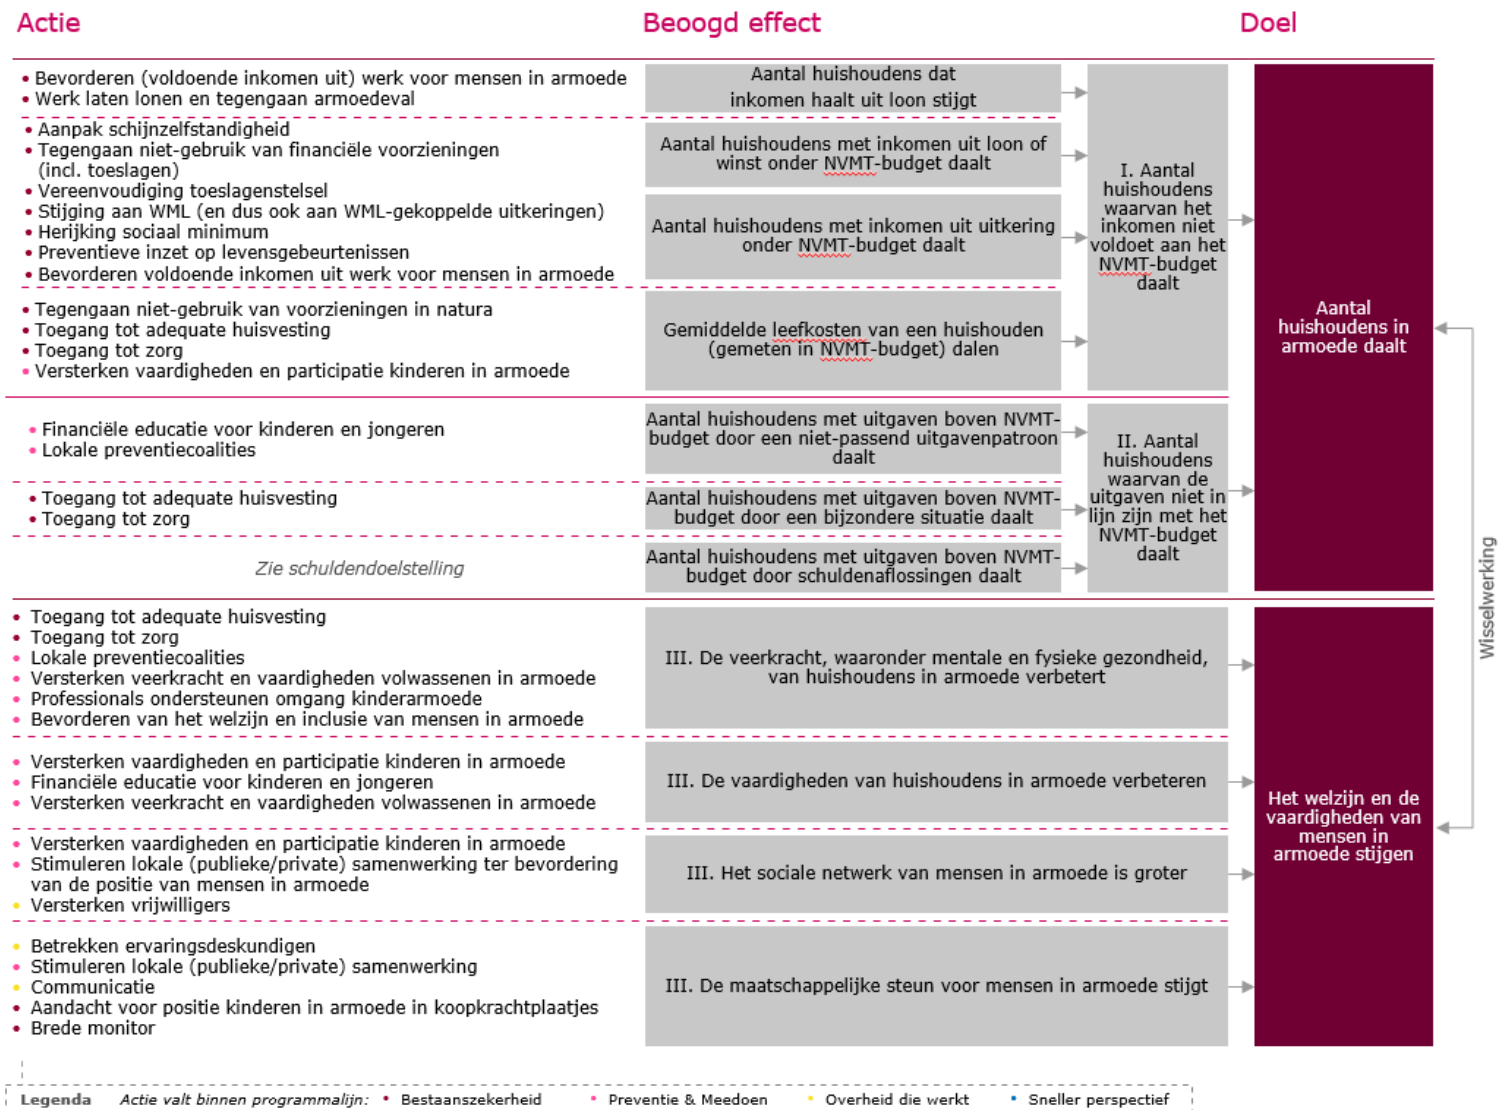 Actie
Beoogd effect
Doel
• Bevorderen (voldoende inkomen uit) werk voor mensen in armoede
• Werk laten lonen en tegengaan armoedeval
Aantal huishoudens dat
inkomen haalt uit loon stijgt
• Aanpak schijnzelfstandigheid
• Tegengaan niet-gebruik van financiële voorzieningen
(incl. toeslagen)
• Vereenvoudiging toeslagenstelsel
• Stijging aan WML (en dus ook aan WML-gekoppelde uitkeringen)
• Herijking sociaal minimum
• Preventieve inzet op levensgebeurtenissen
• Bevorderen voldoende inkomen uit werk voor mensen in armoede
Aantal huishoudens met inkomen uit loon of
winst onder NVMT-budget daalt
Aantal huishoudens met inkomen uit uitkering
onder NVMT-budget daalt
• Tegengaan niet-gebruik van voorzieningen in natura
• Toegang tot adequate huisvesting
• Toegang tot zorg
• Versterken vaardigheden en participatie kinderen in armoede
Gemiddelde leefkosten van een huishouden
(gemeten in NVMT-budget) dalen
I. Aantal
huishoudens
waarvan het
inkomen niet
voldoet aan het
NVMT-budget
daalt
• Financiële educatie voor kinderen en jongeren
• Lokale preventiecoalities
Aantal huishoudens met uitgaven boven NVMT-
budget door een niet-passend uitgavenpatroon
daalt
• Toegang tot adequate huisvesting
• Toegang tot zorg
Aantal huishoudens met uitgaven boven NVMT-
budget door een bijzondere situatie daalt
Zie schuldendoelstelling
Aantal huishoudens met uitgaven boven NVMT-
budget door schuldenaflossingen daalt
II. Aantal
huishoudens
waarvan de
uitgaven niet in
lijn zijn met het
NVMT-budget
daalt
Aantal
huishoudens in
armoede daalt
• Toegang tot adequate huisvesting
• Toegang tot zorg
• Lokale preventiecoalities
• Versterken veerkracht en vaardigheden volwassenen in armoede
• Professionals ondersteunen omgang kinderarmoede
• Bevorderen van het welzijn en inclusie van mensen in armoede
III. De veerkracht, waaronder mentale en fysieke gezondheid,
van huishoudens in armoede verbetert
• Versterken vaardigheden en participatie kinderen in armoede
• Financiële educatie voor kinderen en jongeren
• Versterken veerkracht en vaardigheden volwassenen in armoede
III. De vaardigheden van huishoudens in armoede verbeteren
• Versterken vaardigheden en participatie kinderen in armoede
• Stimuleren lokale (publieke/private) samenwerking ter bevordering
van de positie van mensen in armoede
• Versterken vrijwilligers
III. Het sociale netwerk van mensen in armoede is groter
• Betrekken ervaringsdeskundigen
• Stimuleren lokale (publieke/private) samenwerking
• Communicatie
• Aandacht voor positie kinderen in armoede in koopkrachtplaatjes
• Brede monitor
III. De maatschappelijke steun voor mensen in armoede stijgt
Het welzijn en de
vaardigheden van
mensen in
armoede stijgen
Wisselwerking
Legenda Actie valt binnen programmalijn: • Bestaanszekerheid • Preventie & Meedoen • Overheid die werkt • Sneller perspectief